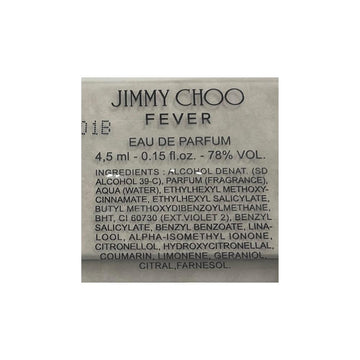 JIMMY CHOO
FEVER
01B
EAU DE PARFUM
4,5 ml - 0.15 fl.oz. - 78% VOL.
INGREDIENTS : ALCOHOL DENAT. (SD
ALCOHOL 39-C), PARFUM (FRAGRANCE),
AQUA (WATER), ETHYLHEXYL METHOXY-
CINNAMATE, ETHYLHEXYL SALICYLATE,
BUTYL METHOXYDIBENZOYLMETHANE,
BHT, CI 60730 (EXT.VIOLET 2), BENZYL
SALICYLATE, BENZYL BENZOATE, LINA-
LOOL, ALPHA-ISOMETHYL IONONE,
CITRONELLOL, HYDROXYCITRONELLAL,
COUMARIN, LIMONENE, GERANIOL,
CITRAL,FARNESOL.